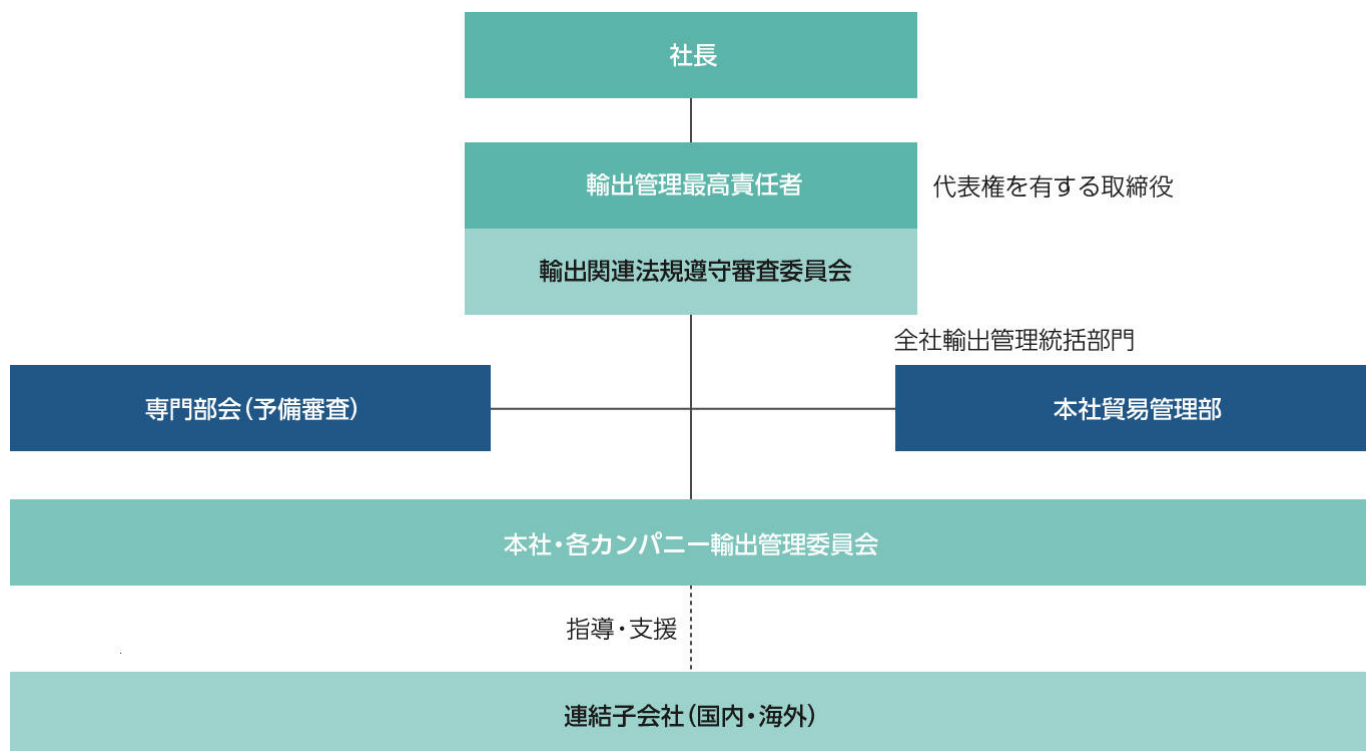 社長
輸出管理最高責任者
代表権を有する取締役
輸出関連法規遵守審査委員会
全社輸出管理統括部門
専門部会(予備審査)
本社貿易管理部
本社・各カンパニー輸出管理委員会
指導・支援
連結子会社(国内・海外)